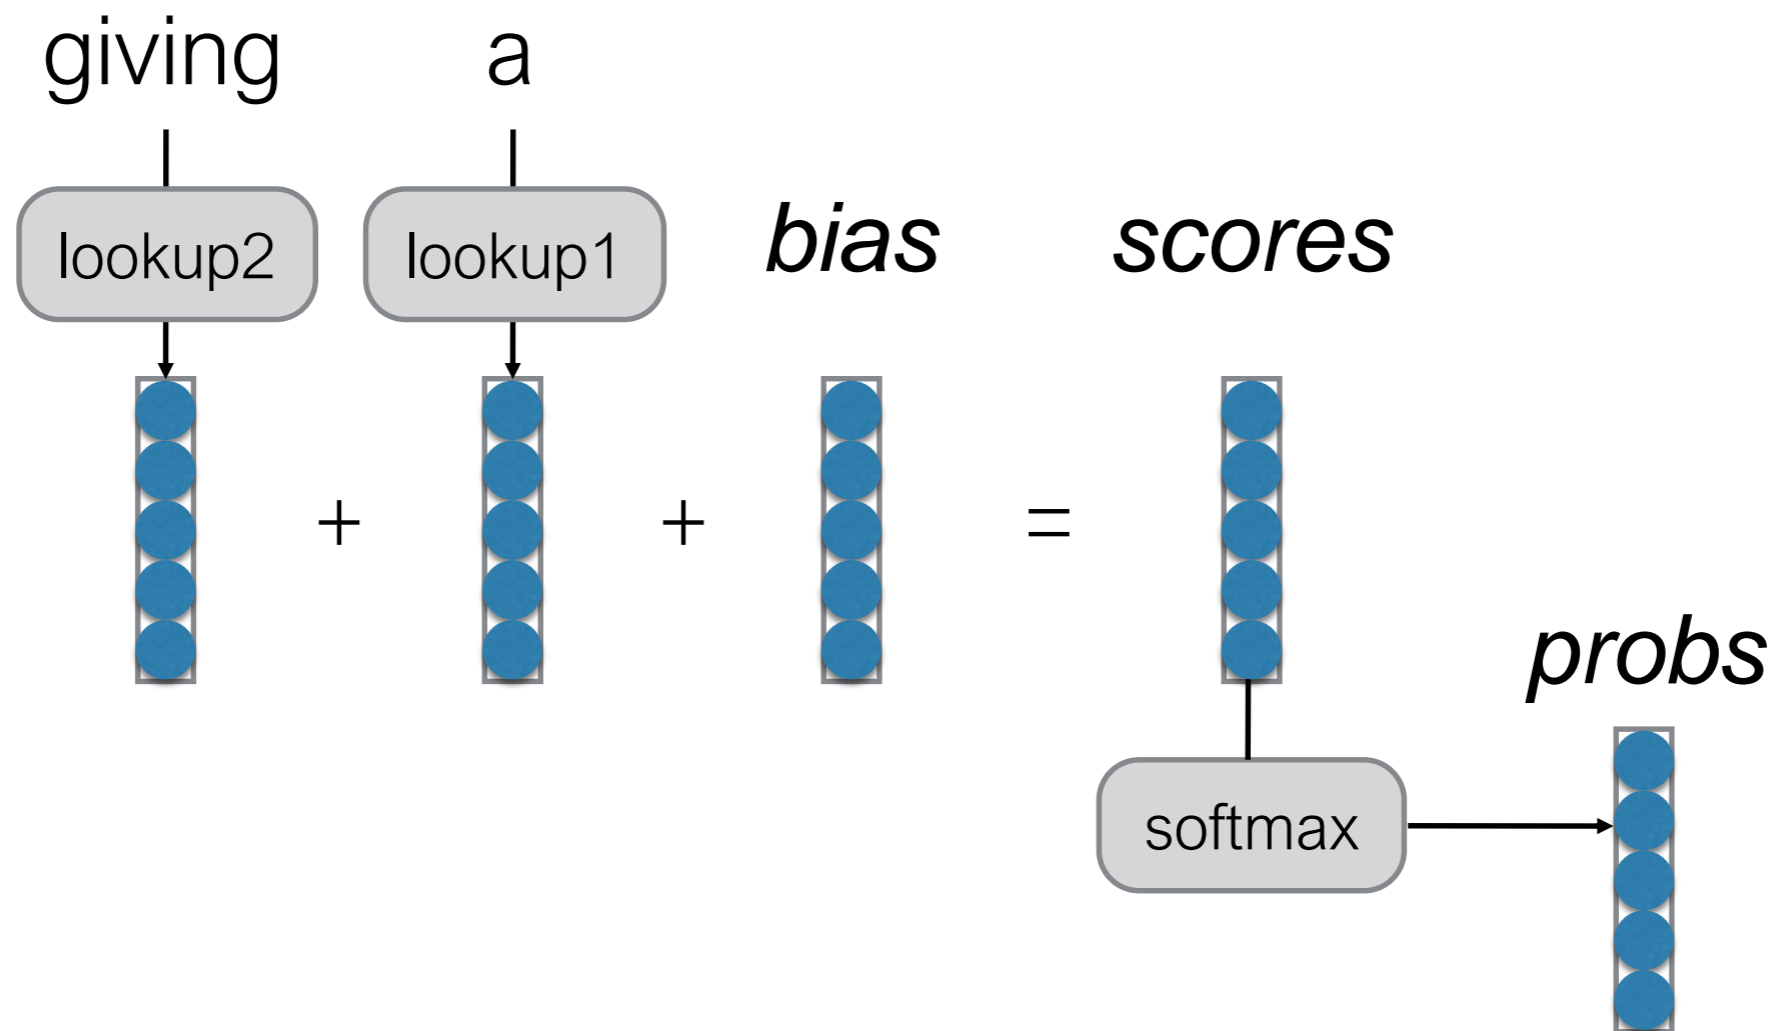 giving a
lookup2 lookup1 bias scores
+ + =
probs
softmax